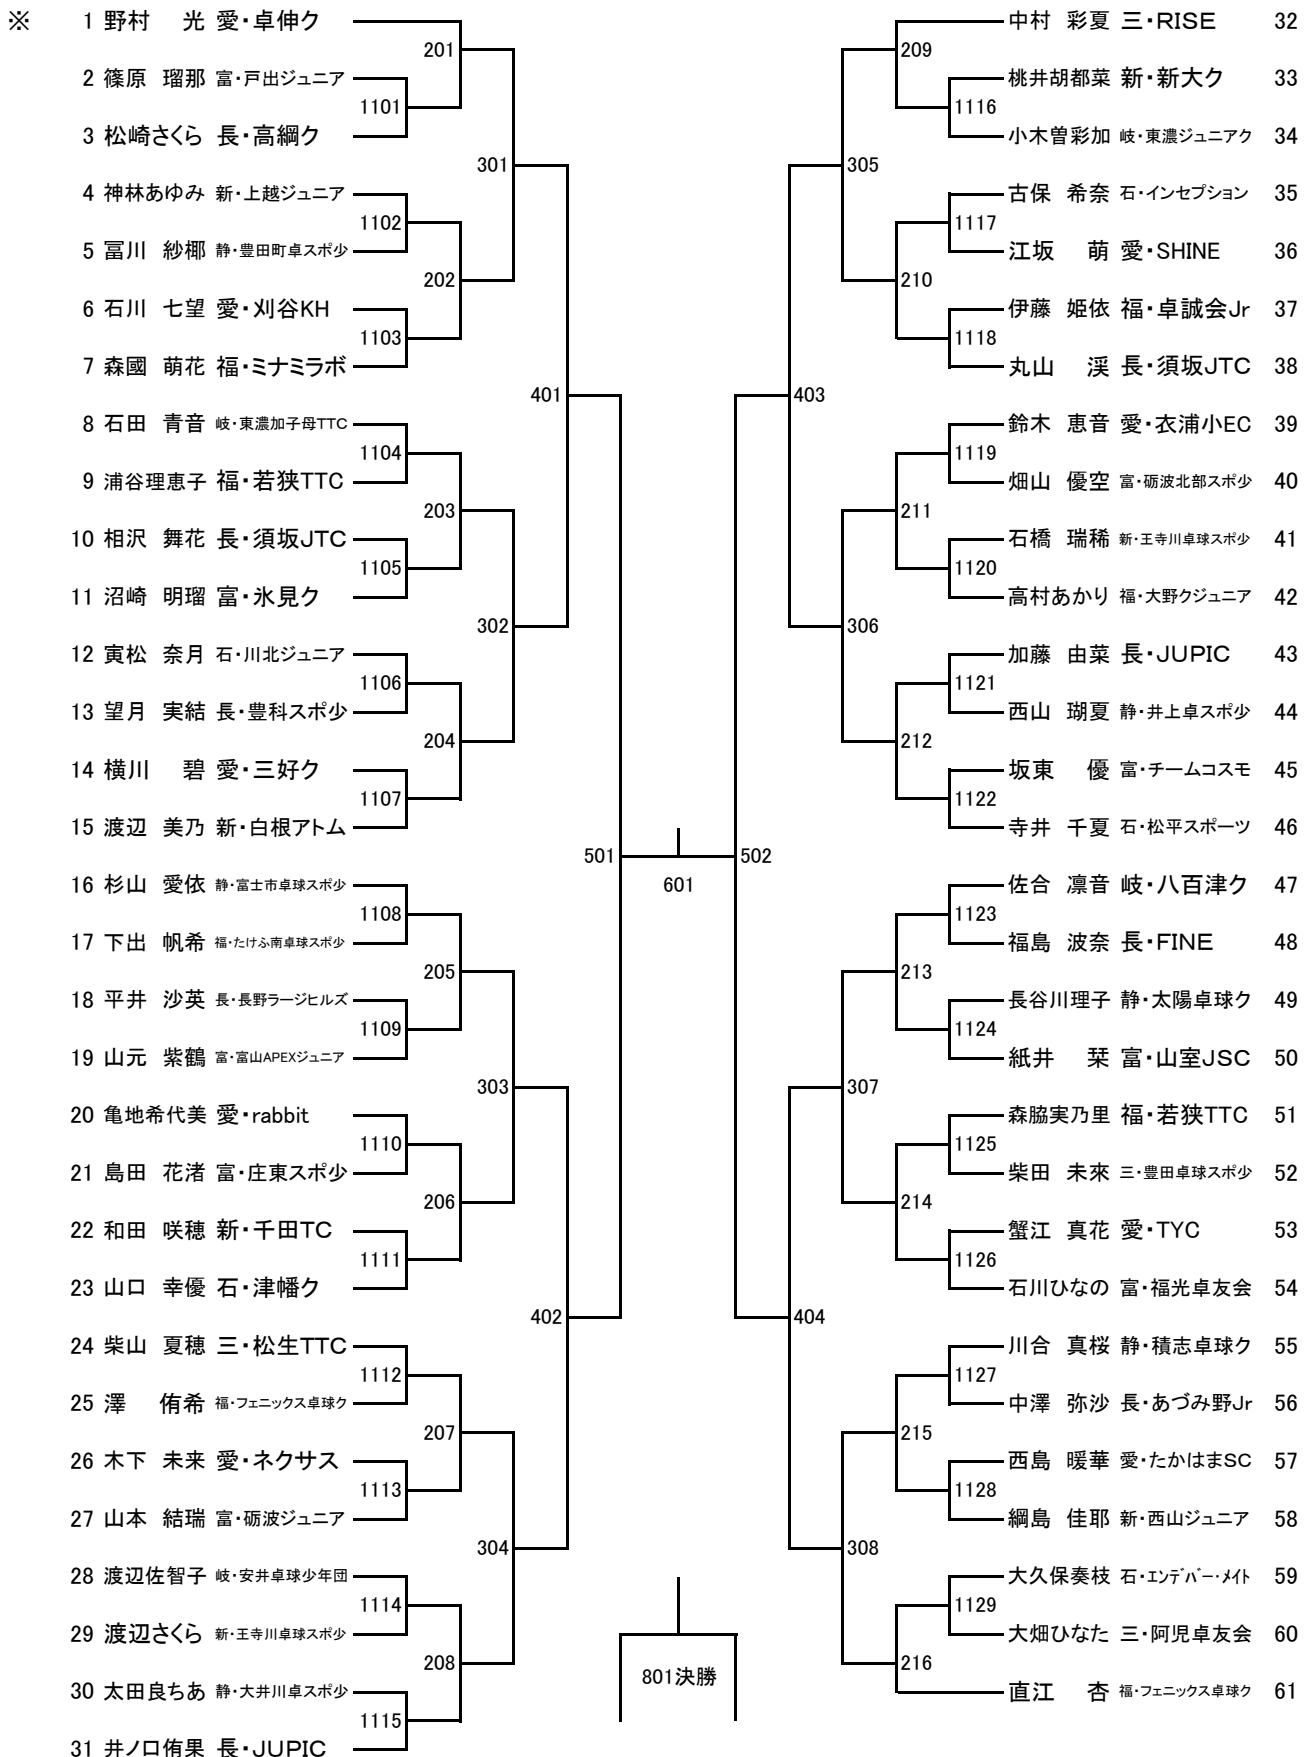 ※ 1 野村 光 愛・卓伸ク
2 篠原 瑠那 富・戸出ジュニア
3 松崎さくら 長・高綱ク
4 神林あゆみ 新・上越ジュニア
5 冨川 紗椰 静・豊田町卓スポ少
6 石川 七望 愛・刈谷KH
7 森國 萌花 福・ミナミラボ
8 石田 青音 岐・東濃加子母TTC
9 浦谷理恵子 福・若狭TTC
10 相沢 舞花 長・須坂JTC
11 沼崎 明瑠 富・氷見ク
12 寅松 奈月 石・川北ジュニア
13 望月 実結 長・豊科スポ少
14 横川 碧 愛・三好ク
15 渡辺 美乃 新・白根アトム
16 杉山 愛依 静・富士市卓球スポ少
17 下出 帆希 福・たけふ南卓球スポ少
18 平井 沙英 長・長野ラージヒルズ
19 山元 紫鶴 富・富山APEXジュニア
20 亀地希代美 愛・rabbit
21 島田 花渚 富・庄東スポ少
22 和田 咲穂 新・千田TC
23 山口 幸優 石・津幡ク
24 柴山 夏穂 三・松生TTC
25 澤 侑希 福・フェニックス卓球ク
26 木下 未来 愛・ネクサス
27 山本 結瑞 富・砺波ジュニア
28 渡辺佐智子 岐・安井卓球少年団
29 渡辺さくら 新・王寺川卓球スポ少
30 太田良ちあ 静・大井川卓スポ少
31 井ノ口侑果 長・JUPIC
1101
1102
1103
1104
1105
1106
1107
1108
1109
1110
1111
1112
1113
1114
1115
201
202
203
204
205
206
207
208
301
302
303
304
401
402
501
601
801決勝
502
403
404
305
306
307
308
209
210
211
212
213
214
215
216
1116
1117
1118
1119
1120
1121
1122
1123
1124
1125
1126
1127
1128
1129
中村 彩夏 三・RISE 32
桃井胡都菜 新・新大ク 33
小木曽彩加 岐・東濃ジュニアク 34
古保 希奈 石・インセプション 35
江坂 萌 愛・SHINE 36
伊藤 姫依 福・卓誠会Jr 37
丸山 渓 長・須坂JTC 38
鈴木 恵音 愛・衣浦小EC 39
畑山 優空 富・砺波北部スポ少 40
石橋 瑞稀 新・王寺川卓球スポ少 41
高村あかり 福・大野クジュニア 42
加藤 由菜 長・JUPIC 43
西山 瑚夏 静・井上卓スポ少 44
坂東 優 富・チームコスモ 45
寺井 千夏 石・松平スポーツ 46
佐合 凛音 岐・八百津ク 47
福島 波奈 長・FINE 48
長谷川理子 静・太陽卓球ク 49
紙井 栞 富・山室JSC 50
森脇実乃里 福・若狭TTC 51
柴田 未來 三・豊田卓球スポ少 52
蟹江 真花 愛・TYC 53
石川ひなの 富・福光卓友会 54
川合 真桜 静・積志卓球ク 55
中澤 弥沙 長・あづみ野Jr 56
西島 暖華 愛・たかはまSC 57
綱島 佳耶 新・西山ジュニア 58
大久保奏枝 石・エンデバー・メイト 59
大畑ひなた 三・阿児卓友会 60
直江 杏 福・フェニックス卓球ク 61